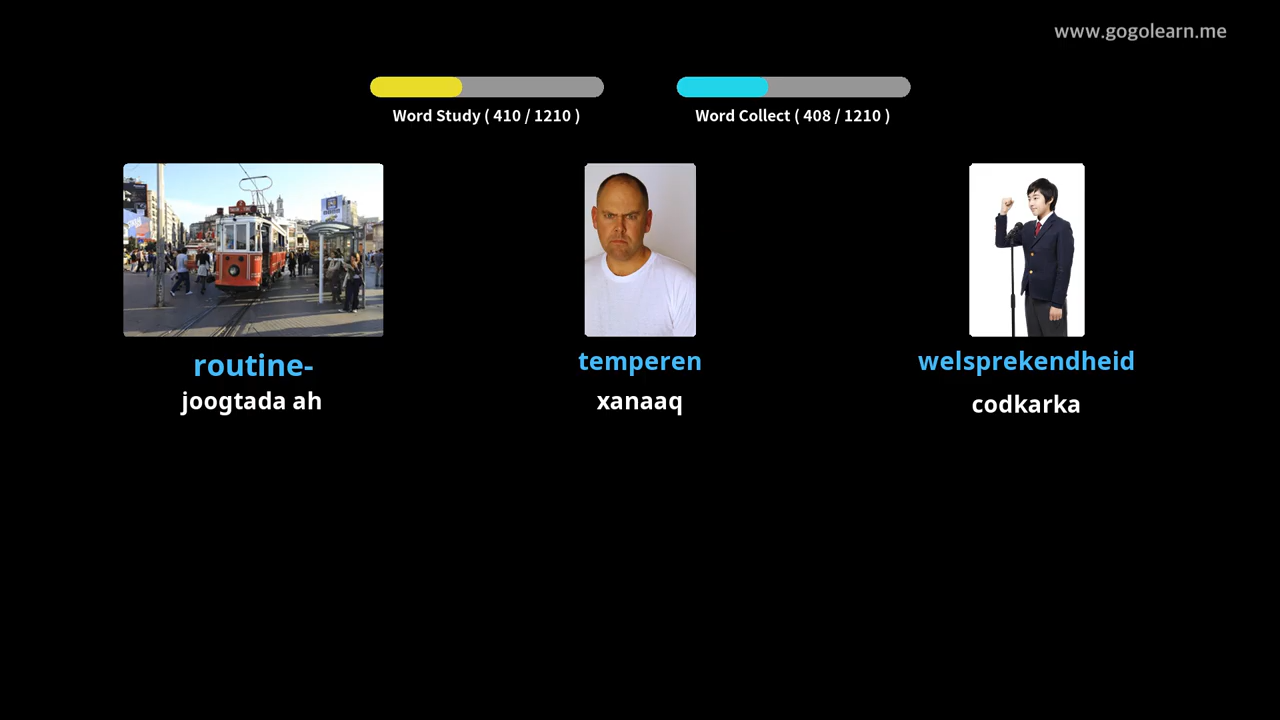 www.gogolearn.me
Word Study ( 410 / 1210 )
Word Collect ( 408 / 1210 )
routine-
joogtada ah
temperen
xanaaq
welsprekendheid
codkarka